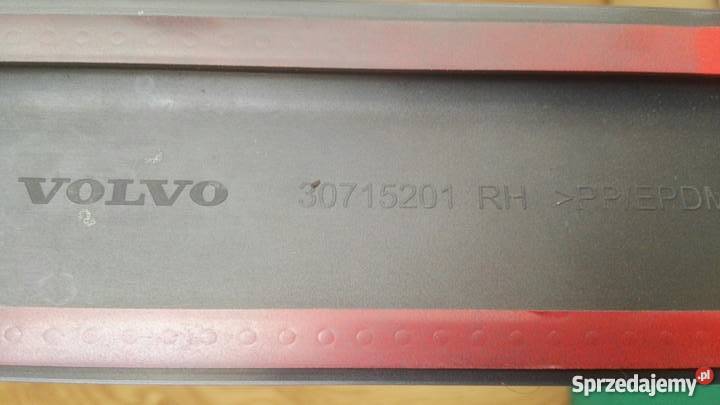 VOLVO 30715201 RH >PP/EPDM
Sprzedajemy.pl